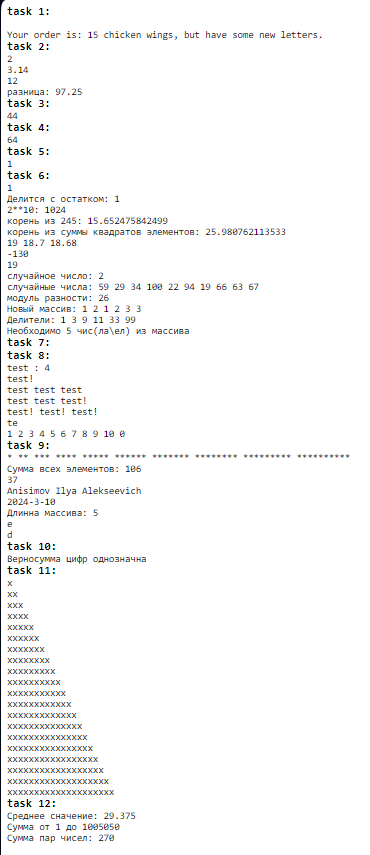 task 1:
Your order is: 15 chicken wings, but have some new letters.
task 2:
2
3.14
12
разница: 97.25
task 3:
44
task 4:
64
task 5:
1
task 6:
1
Делится с остатком: 1
2**10: 1024
корень из 245: 15.652475842499
корень из суммы квадратов элементов: 25.980762113533
19 18.7 18.68
-130
19
случайное число: 2
случайные числа: 59 29 34 100 22 94 19 66 63 67
модуль разности: 26
Новый массив: 1 2 1 2 3 3
Делители: 1 3 9 11 33 99
Необходимо 5 чис(ла\ел) из массива
task 7:
task 8:
test : 4
test!
test test test
test test test!
test! test! test!
te
1 2 3 4 5 6 7 8 9 10 0
task 9:
* ** *** **** ***** ****** ******* ******** ********* **********
Сумма всех элементов: 106
37
Anisimov Ilya Alekseevich
2024-3-10
Длинна массива: 5
e
d
task 10:
Верносумма цифр однозначна
task 11:
x
xx
xxx
xxxx
xxxxx
xxxxxx
xxxxxxx
xxxxxxxx
xxxxxxxxx
xxxxxxxxxx
xxxxxxxxxxx
xxxxxxxxxxxx
xxxxxxxxxxxxx
xxxxxxxxxxxxxx
xxxxxxxxxxxxxxx
xxxxxxxxxxxxxxxx
xxxxxxxxxxxxxxxxx
xxxxxxxxxxxxxxxxxx
xxxxxxxxxxxxxxxxxxx
xxxxxxxxxxxxxxxxxxxx
task 12:
Среднее значение: 29.375
Сумма от 1 до 1005050
Сумма пар чисел: 270